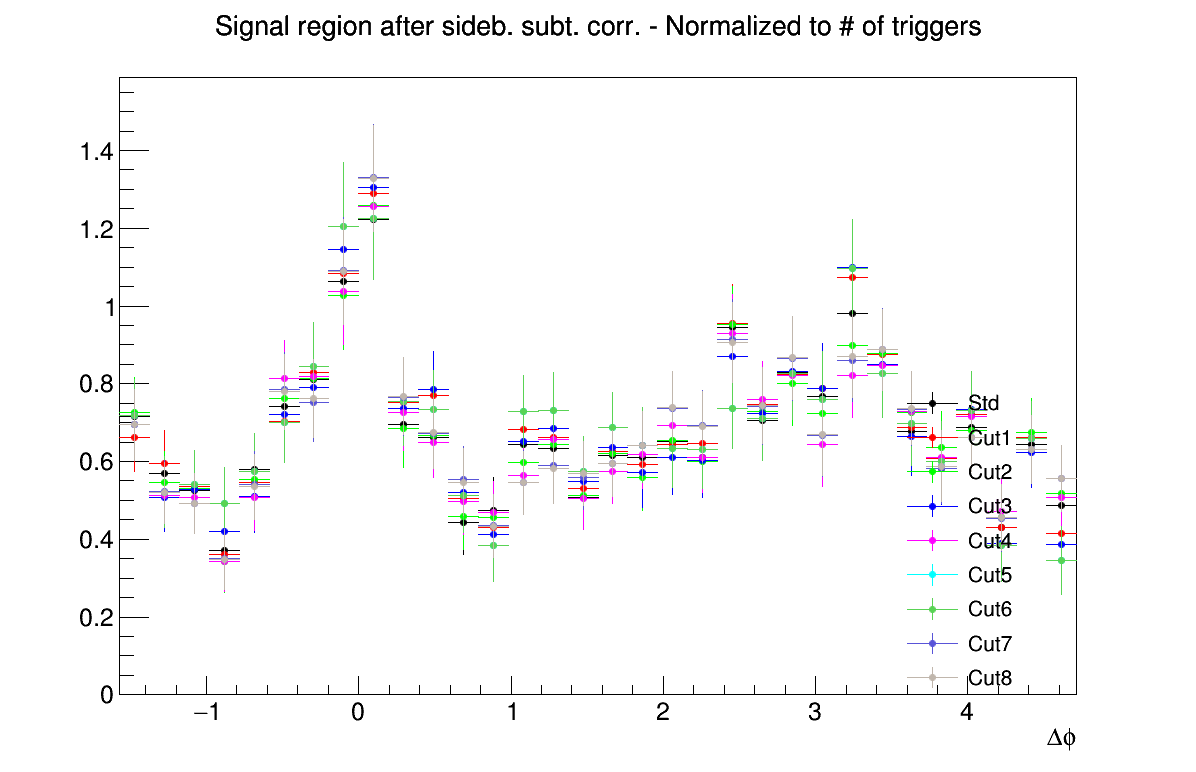 Signal region after sideb. subt. corr. - Normalized to # of triggers
1.4
1.2
1
0.8
0.6
0.4
0.2
0
Std
Cut1
Cut2
Cut3
Cut4
Cut5
Cut6
Cut7
Cut8
−1 0 1 2 3 4
Δϕ